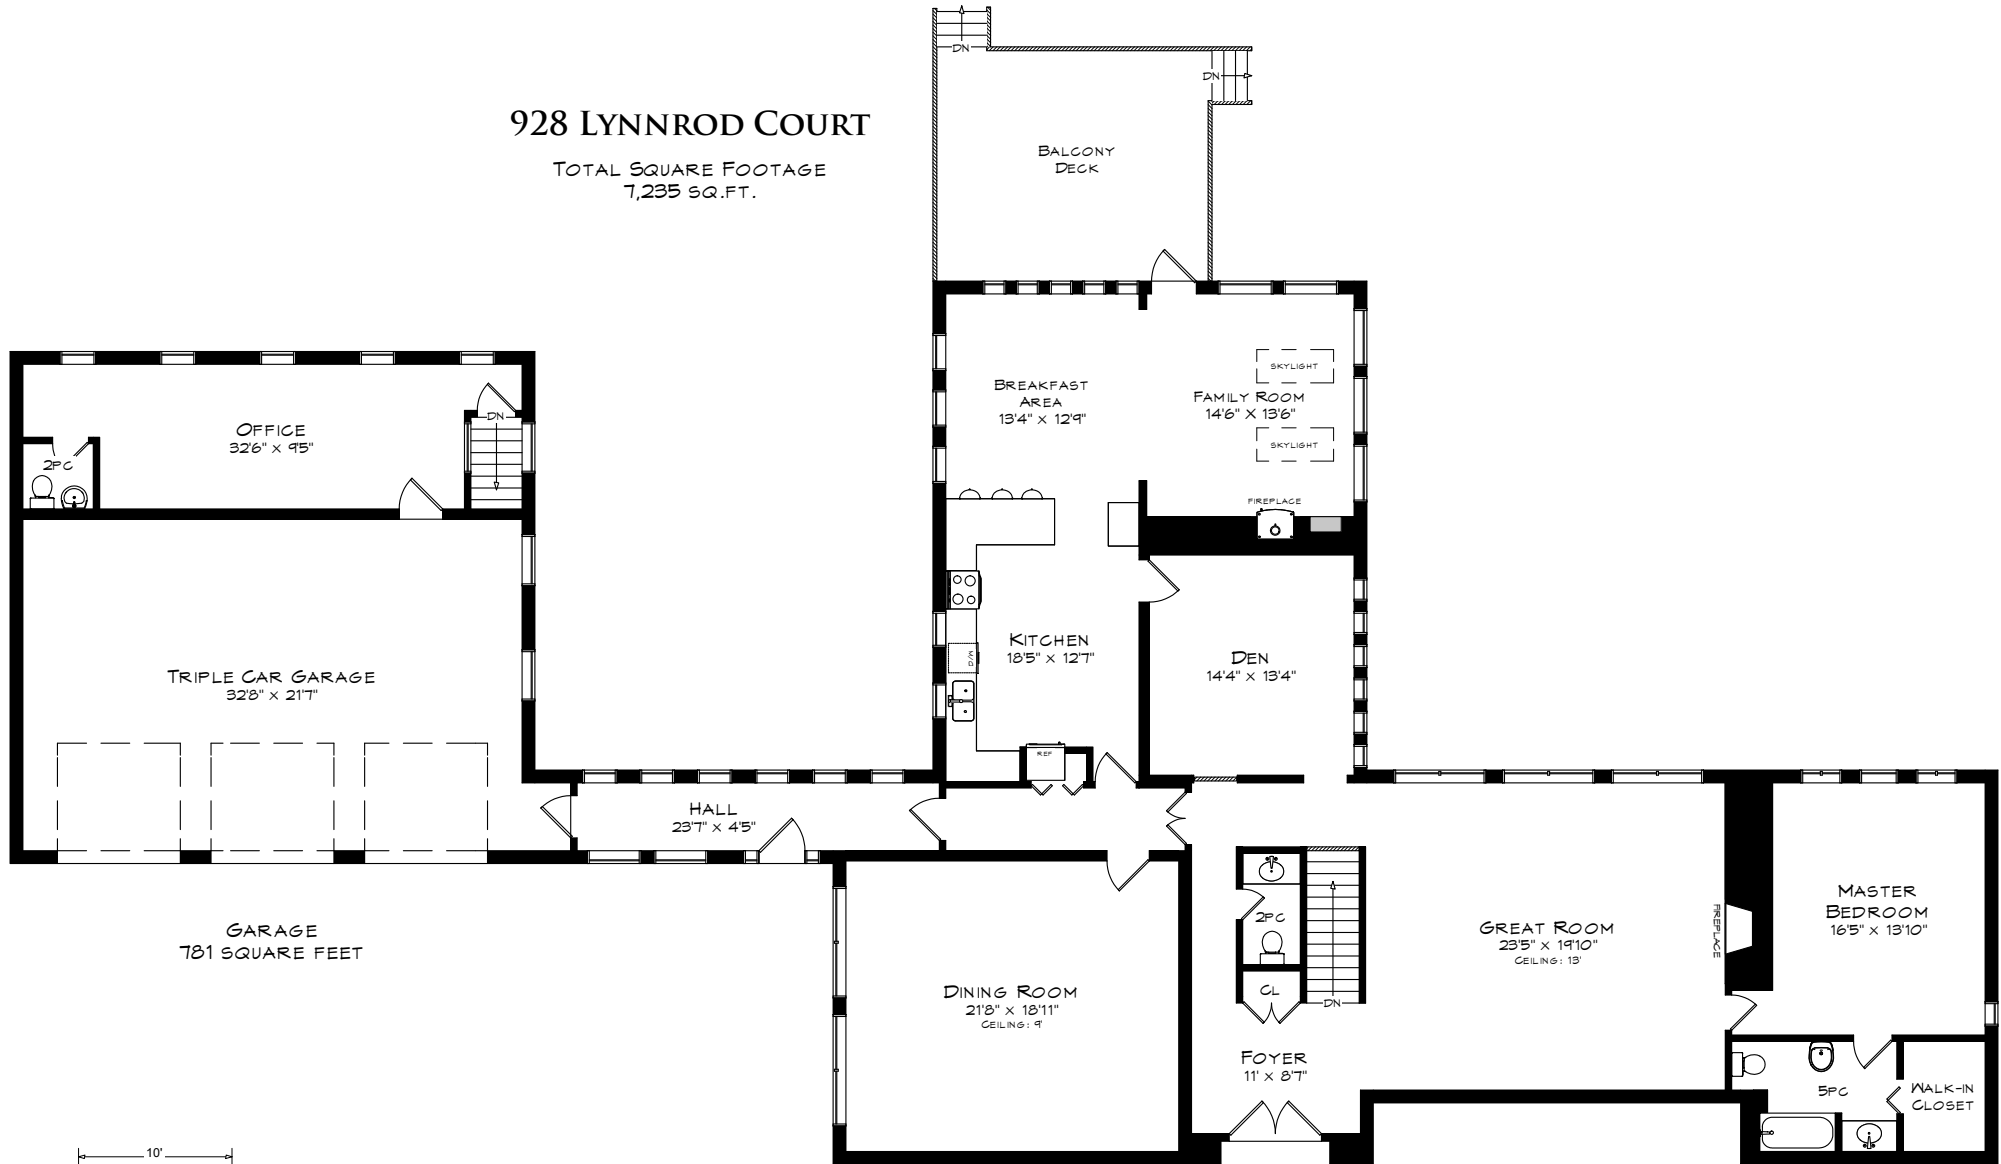 928 LYNNROD COURT
TOTAL SQUARE FOOTAGE
7,235 SQ.FT.
DN
DN
BALCONY
DECK
BREAKFAST
AREA
13'4" X 12'9"
SKYLIGHT
FAMILY ROOM
14'6" X 13'6"
SKYLIGHT
FIREPLACE
OFFICE
32'6" X 9'5"
DN
2PC
TRIPLE CAR GARAGE
32'8" X 21'7"
KITCHEN
18'5" X 12'7"
D/W
REF
DEN
14'4" X 13'4"
HALL
23'7" X 4'5"
GARAGE
781 SQUARE FEET
DINING ROOM
21'8" X 18'11"
CEILING: 9'
2PC
CL
DN
FOYER
11' X 8'7"
GREAT ROOM
23'5" X 19'10"
CEILING: 13'
FIREPLACE
MASTER
BEDROOM
16'5" X 13'10"
5PC
WALK-IN
CLOSET
10'